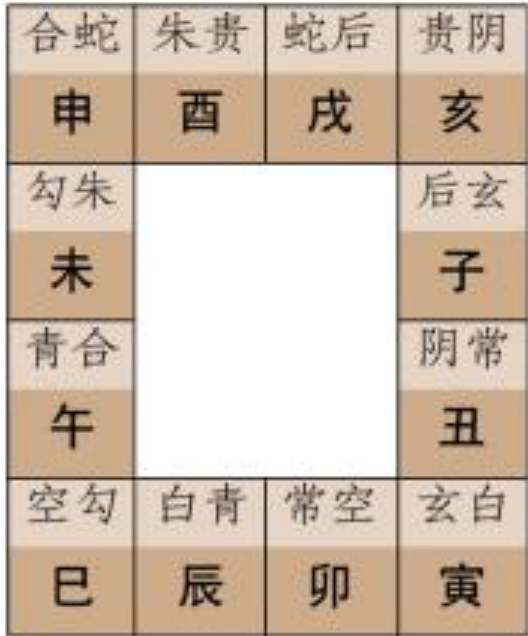 合蛇 朱贵 蛇后 贵阴
申 酉 戌 亥
勾朱 后玄
未 子
青合 阴常
午 丑
空勾 白青 常空 玄白
巳 辰 卯 寅